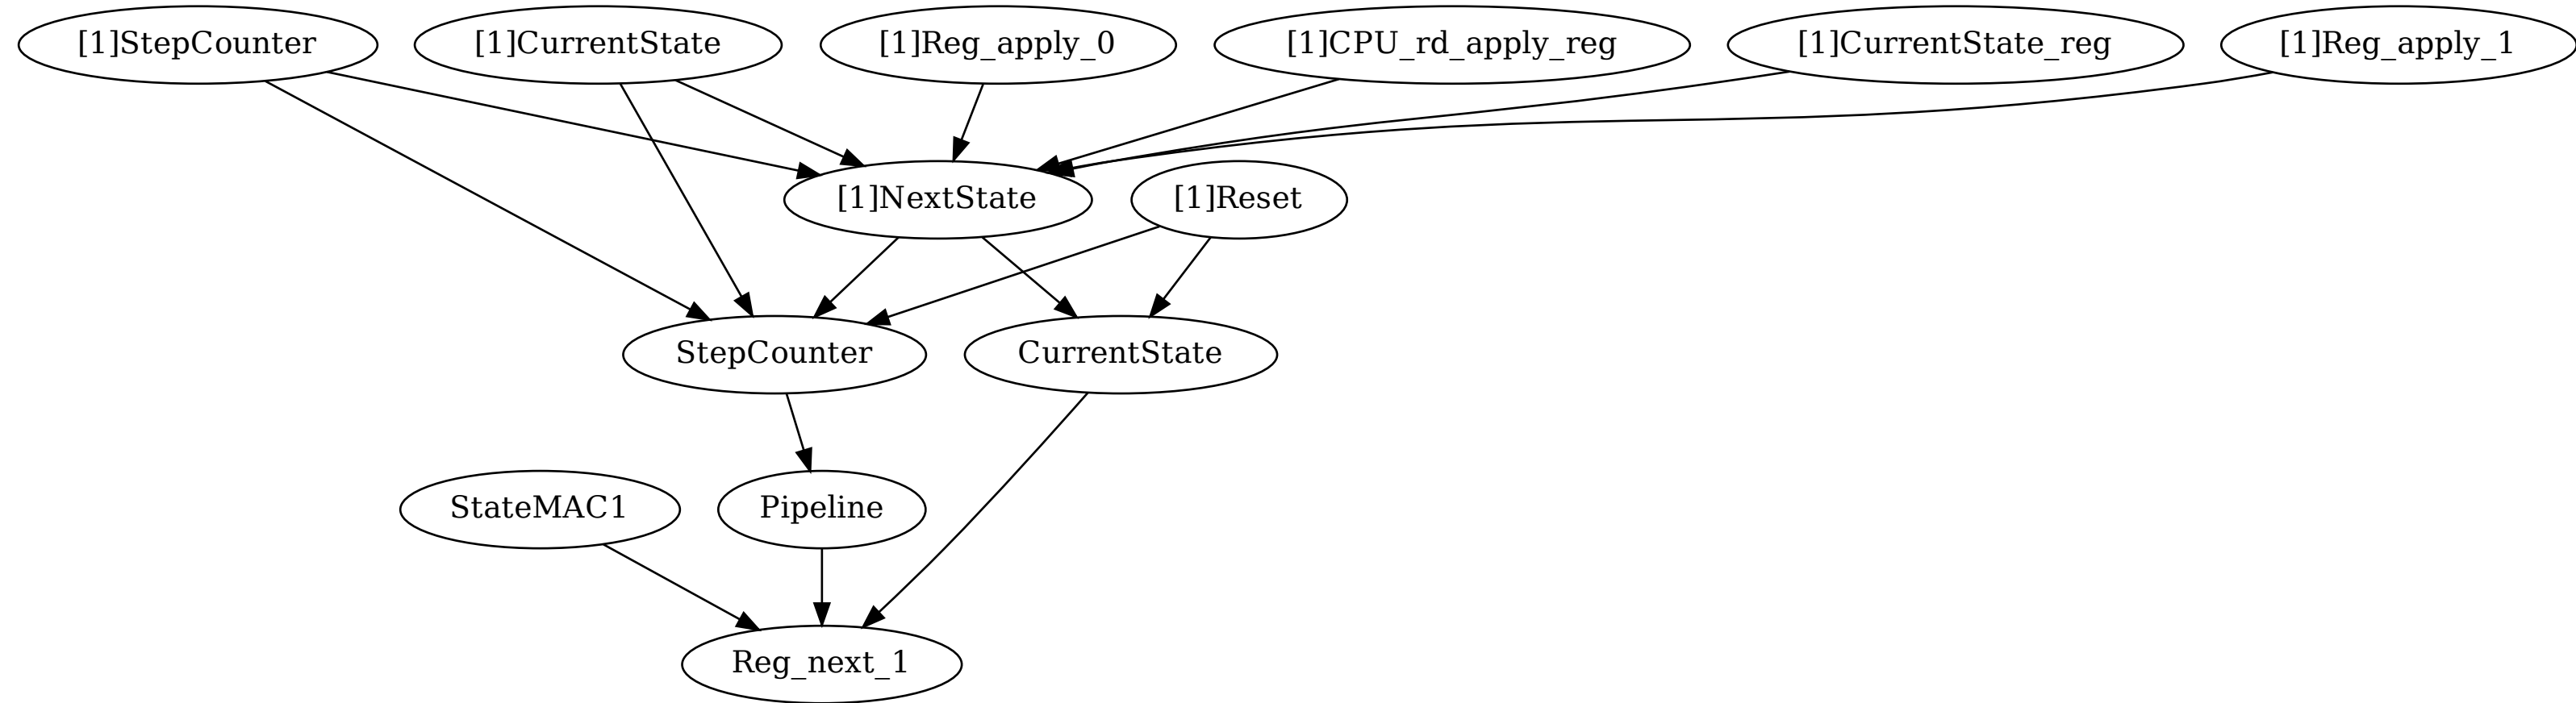 [1]StepCounter
[1]CurrentState
[1]Reg_apply_0
[1]CPU_rd_apply_reg
[1]CurrentState_reg
[1]Reg_apply_1
[1]NextState
[1]Reset
StepCounter
CurrentState
StateMAC1
Pipeline
Reg_next_1